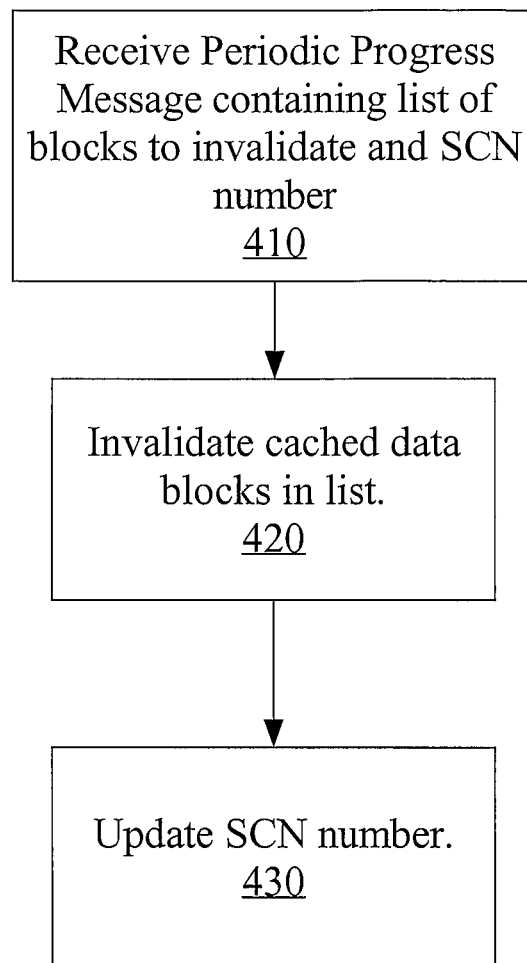 Receive Periodic Progress
Message containing list of
blocks to invalidate and SCN
number
410
Invalidate cached data
blocks in list.
420
Update SCN number.
430